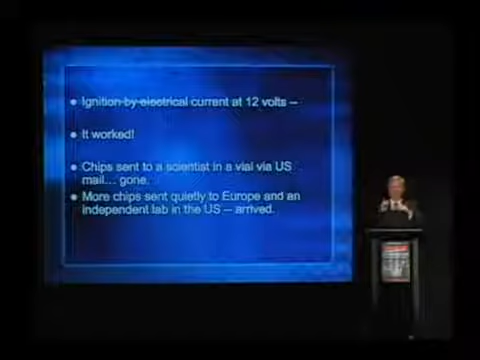 Ignition by electrical current at 12 volts –
It worked!
Chips sent to a scientist in a vial via US
mail... gone.
More chips sent quietly to Europe and an
independent lab in the US – arrived.